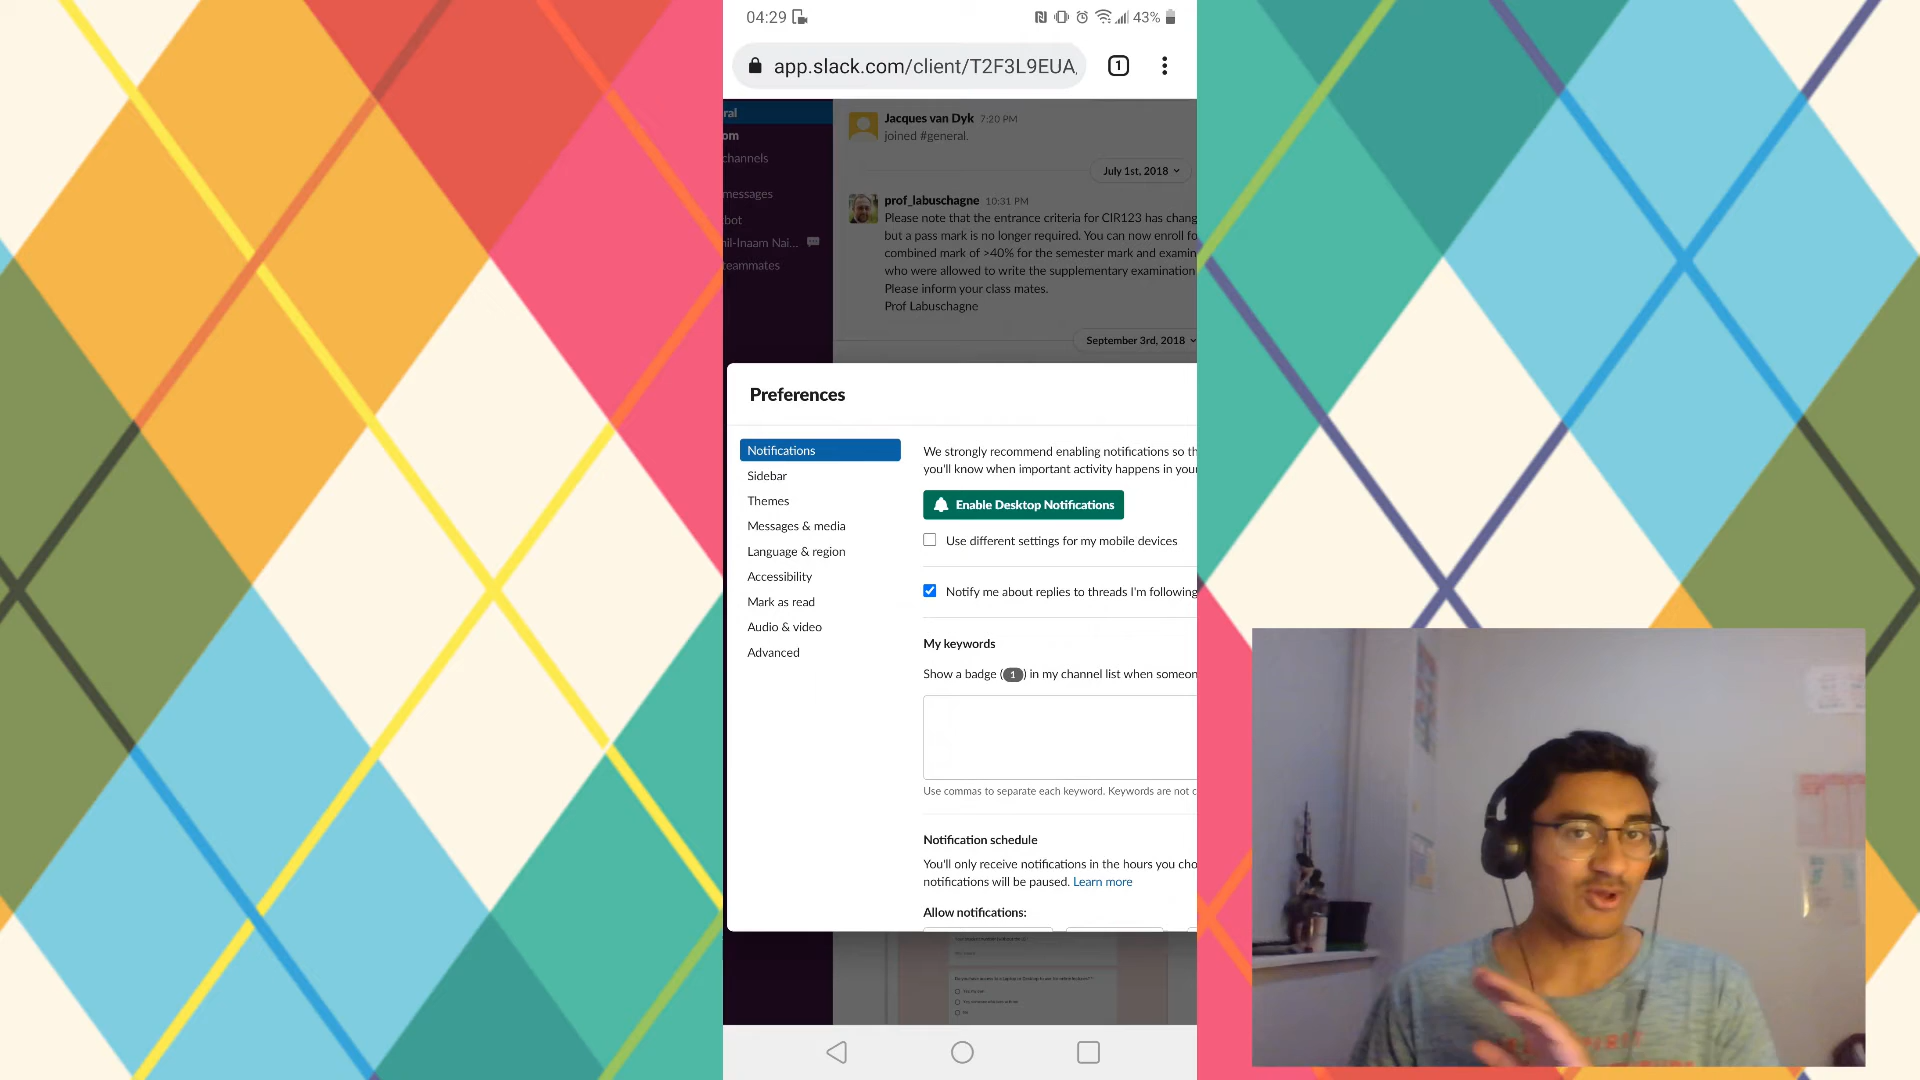 04:29
43%
app.slack.com/client/T2F3L9EUA,
1
ral
om
channels
messages
bot
nil-Inaam Nai...
teammates
Jacques van Dyk 7:20 PM
joined #general.
July 1st, 2018
prof_labuschagne 10:31 PM
Please note that the entrance criteria for CIR123 has chang
but a pass mark is no longer required. You can now enroll fo
combined mark of >40% for the semester mark and examin
who were allowed to write the supplementary examination
Please inform your class mates.
Prof Labuschagne
September 3rd, 2018
Preferences
Notifications
Sidebar
Themes
Messages & media
Language & region
Accessibility
Mark as read
Audio & video
Advanced
We strongly recommend enabling notifications so th
you'll know when important activity happens in your
Enable Desktop Notifications
Use different settings for my mobile devices
Notify me about replies to threads I'm following
My keywords
Show a badge (1) in my channel list when someon
Use commas to separate each keyword. Keywords are not c
Notification schedule
You'll only receive notifications in the hours you cho
notifications will be paused. Learn more
Allow notifications: